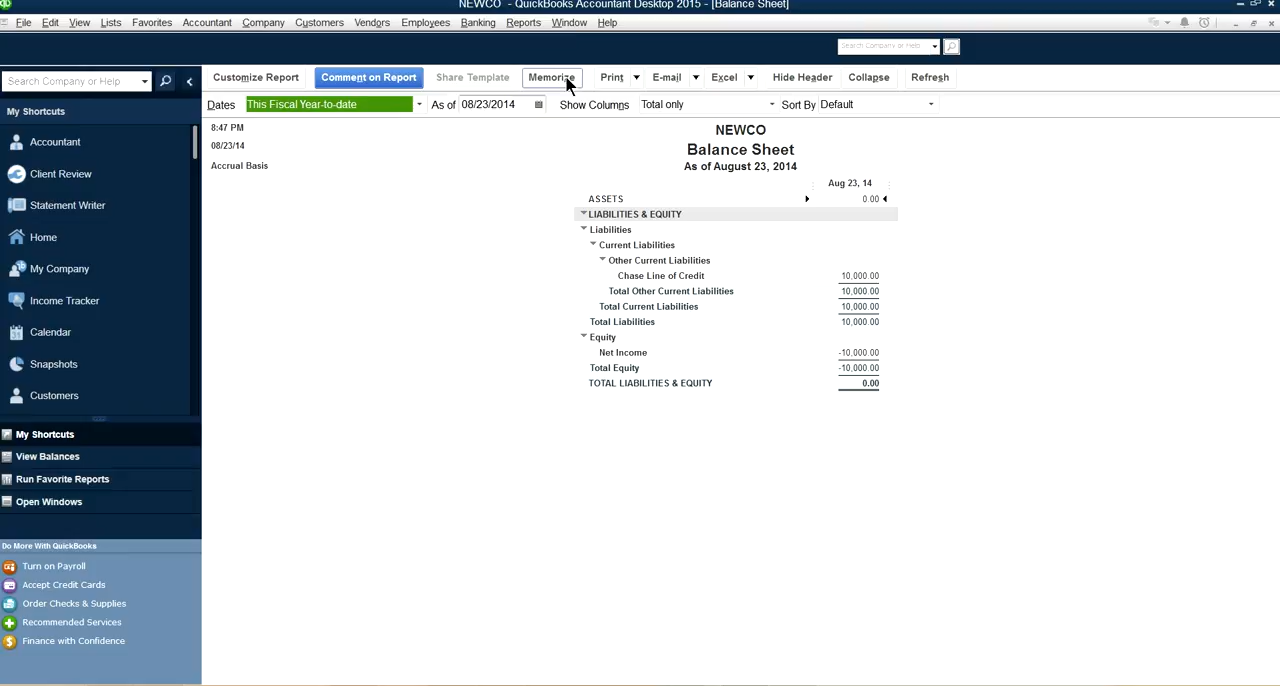 NEWCO - QuickBooks Accountant Desktop 2015 - [Balance Sheet]
File Edit View Lists Favorites Accountant Company Customers Vendors Employees Banking Reports Window Help
Search Company or Help
Search Company or Help
Customize Report Comment on Report Share Template Memorize Print E-mail Excel Hide Header Collapse Refresh
My Shortcuts
Dates This Fiscal Year-to-date As of 08/23/2014 Show Columns Total only Sort By Default
Accountant
Client Review
Statement Writer
Home
My Company
Income Tracker
Calendar
Snapshots
Customers
My Shortcuts
View Balances
Run Favorite Reports
Open Windows
Do More With QuickBooks
Turn on Payroll
Accept Credit Cards
Order Checks & Supplies
Recommended Services
Finance with Confidence
8:47 PM
08/23/14
Accrual Basis
NEWCO
Balance Sheet
As of August 23, 2014
Aug 23, 14
ASSETS 0.00
LIABILITIES & EQUITY
Liabilities
Current Liabilities
Other Current Liabilities
Chase Line of Credit 10,000.00
Total Other Current Liabilities 10,000.00
Total Current Liabilities 10,000.00
Total Liabilities 10,000.00
Equity
Net Income -10,000.00
Total Equity -10,000.00
TOTAL LIABILITIES & EQUITY 0.00